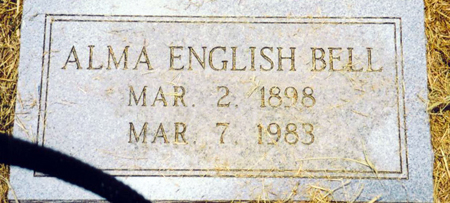 ALMA ENGLISH BELL
MAR. 2. 1898
MAR. 7. 1983